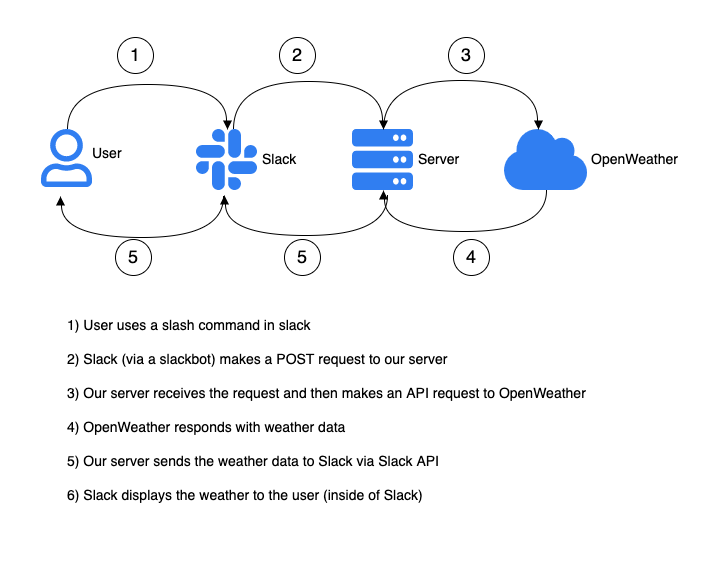 1
2
3
User
Slack
Server
OpenWeather
5
5
4
1) User uses a slash command in slack
2) Slack (via a slackbot) makes a POST request to our server
3) Our server receives the request and then makes an API request to OpenWeather
4) OpenWeather responds with weather data
5) Our server sends the weather data to Slack via Slack API
6) Slack displays the weather to the user (inside of Slack)